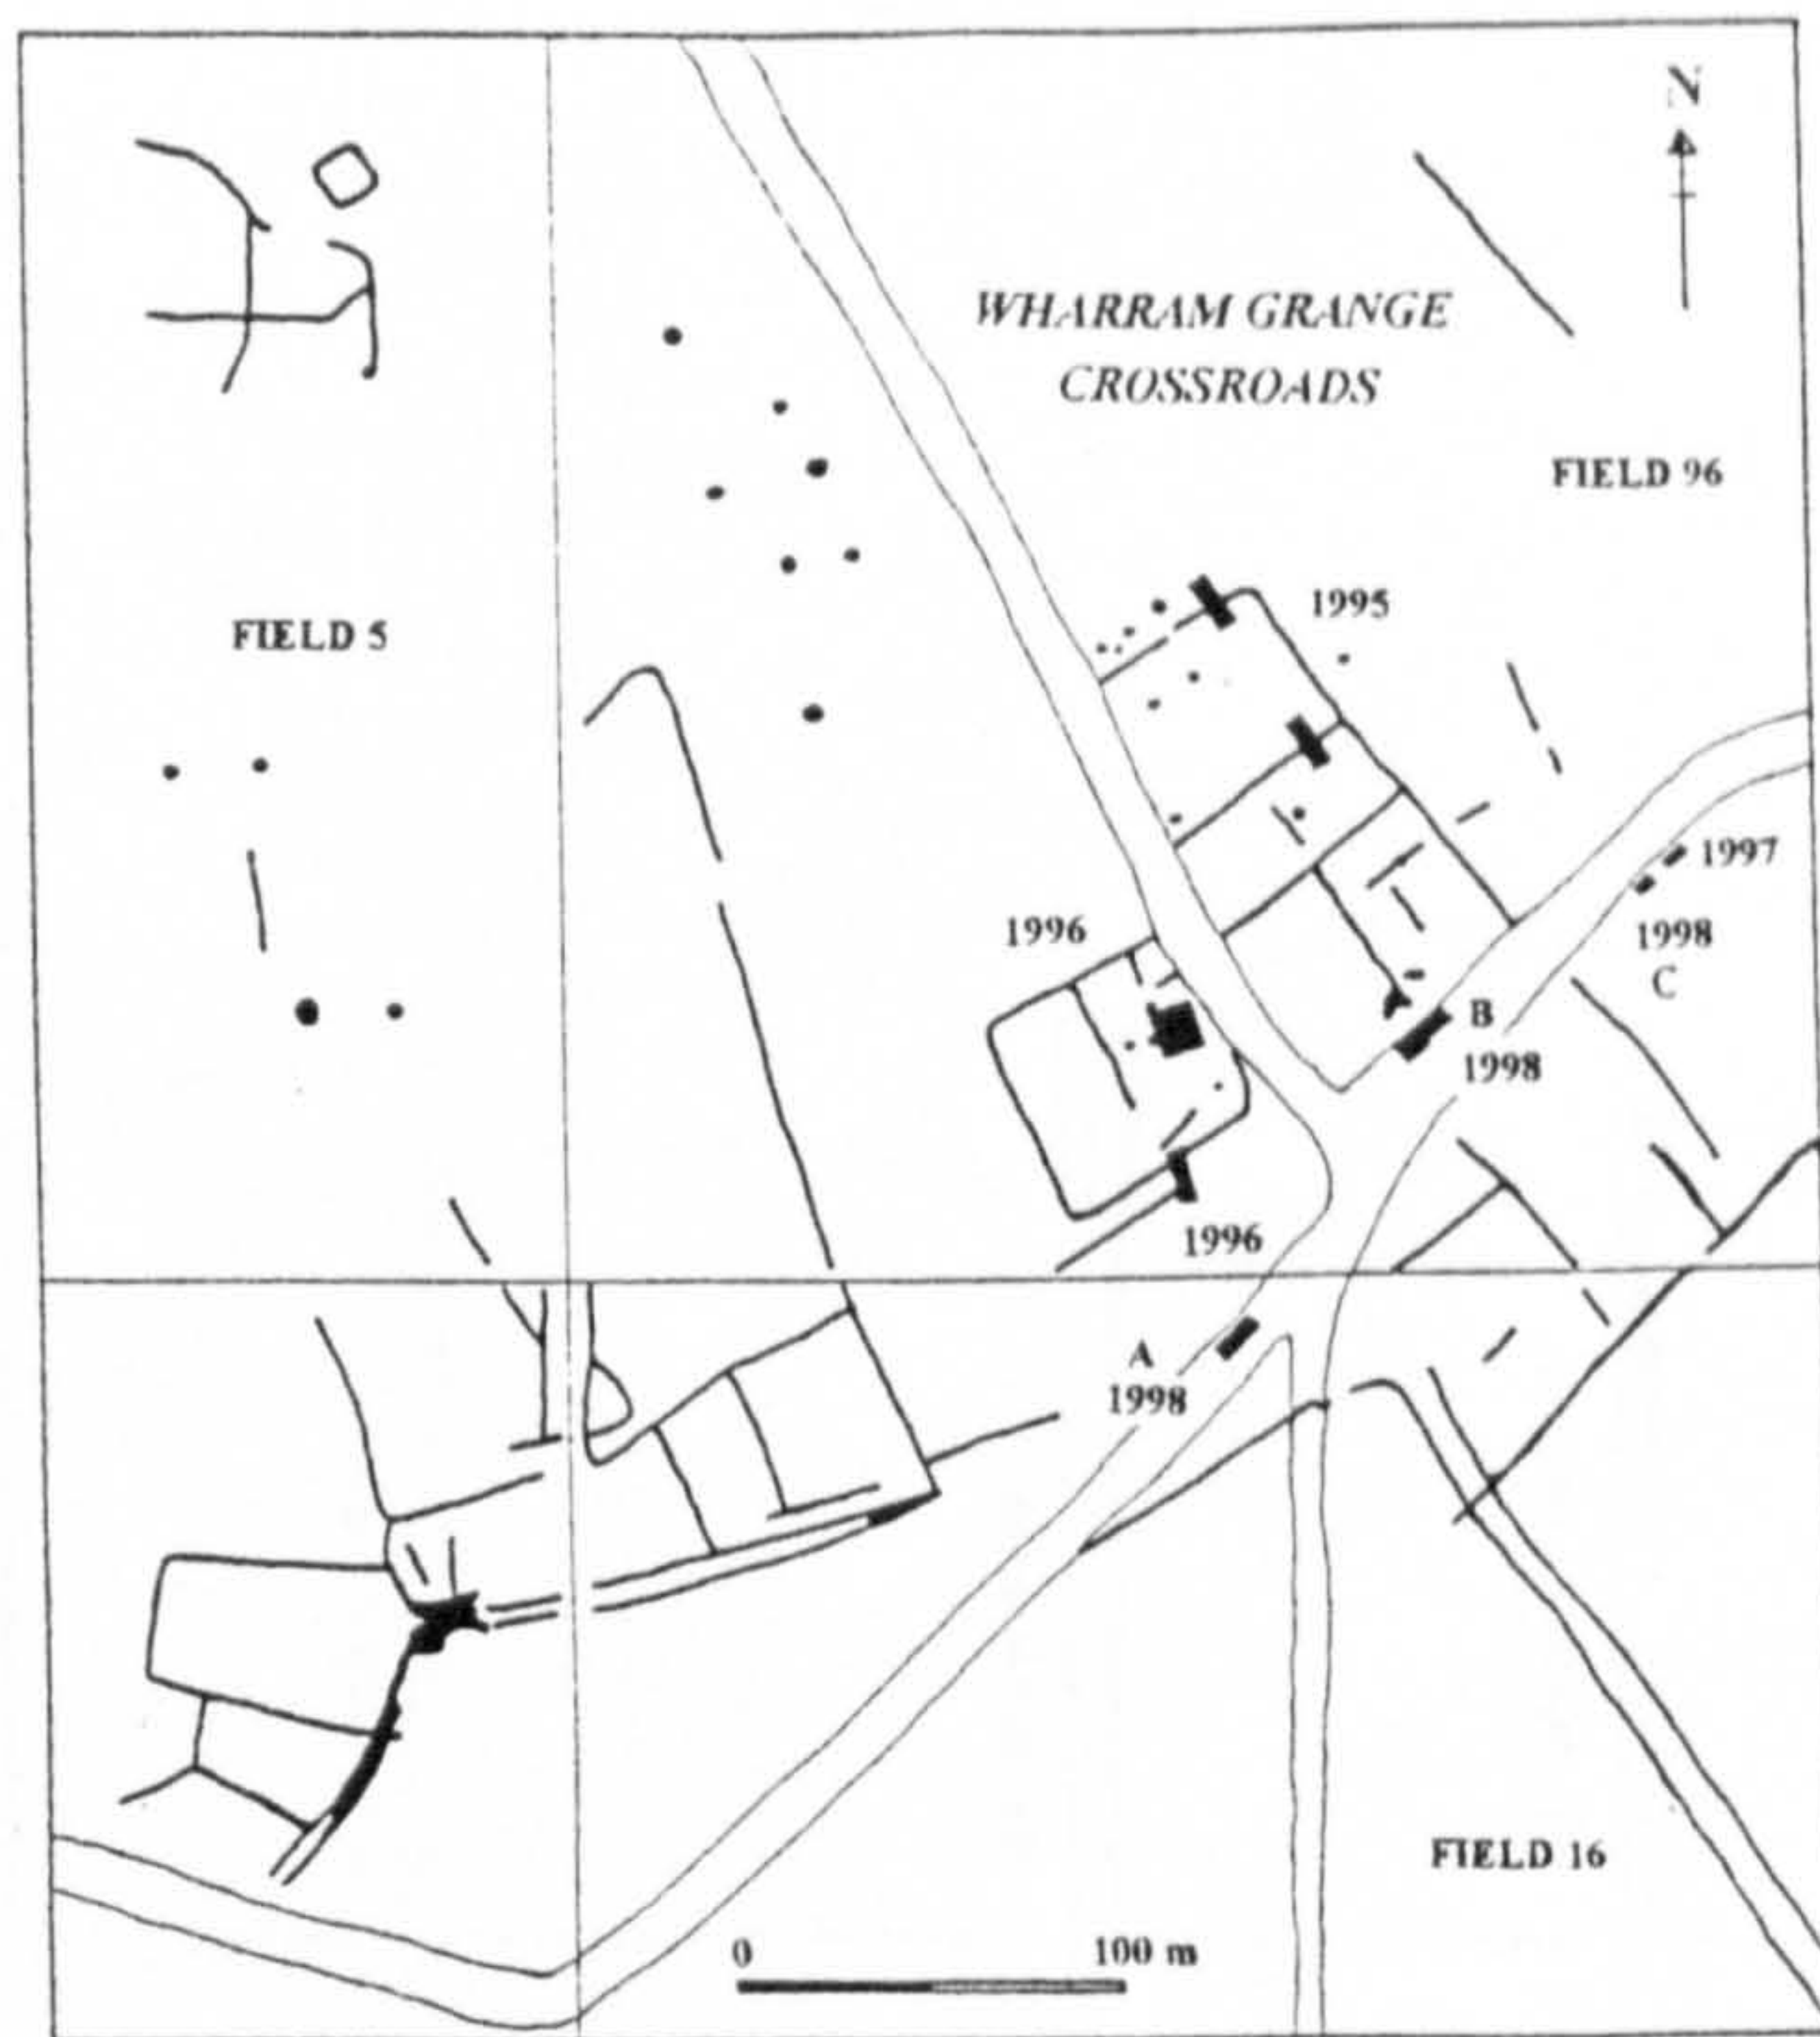 N
WHARRAM GRANGE
CROSSROADS
FIELD 96
1995
FIELD 5
1997
1996
1998
C
B
1998
1996
A
1998
FIELD 16
0 100 m